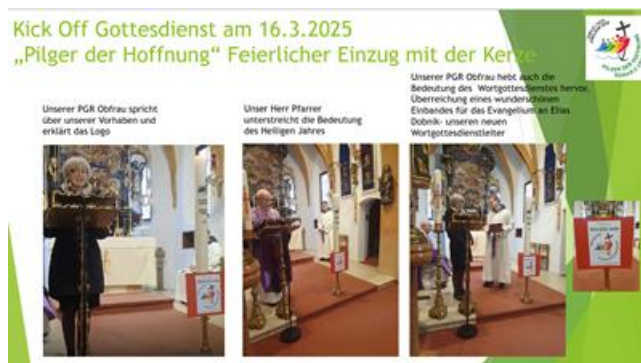 Kick Off Gottesdienst am 16.3.2025
„Pilger der Hoffnung“ Feierlicher Einzug mit der Kerze
Unserer PGR Obfrau spricht
über unserer Vorhaben und
erklärt das Logo
Unser Herr Pfarrer
unterstreicht die Bedeutung
des Heiligen Jahres
Unserer PGR Obfrau hebt auch die
Bedeutung des Wortgottesdienstes hervor,
Überreichung eines wunderschönen
Einbandes für das Evangelium an Elias
Dobnik- unseren neuen
Wortgottesdienstleiter